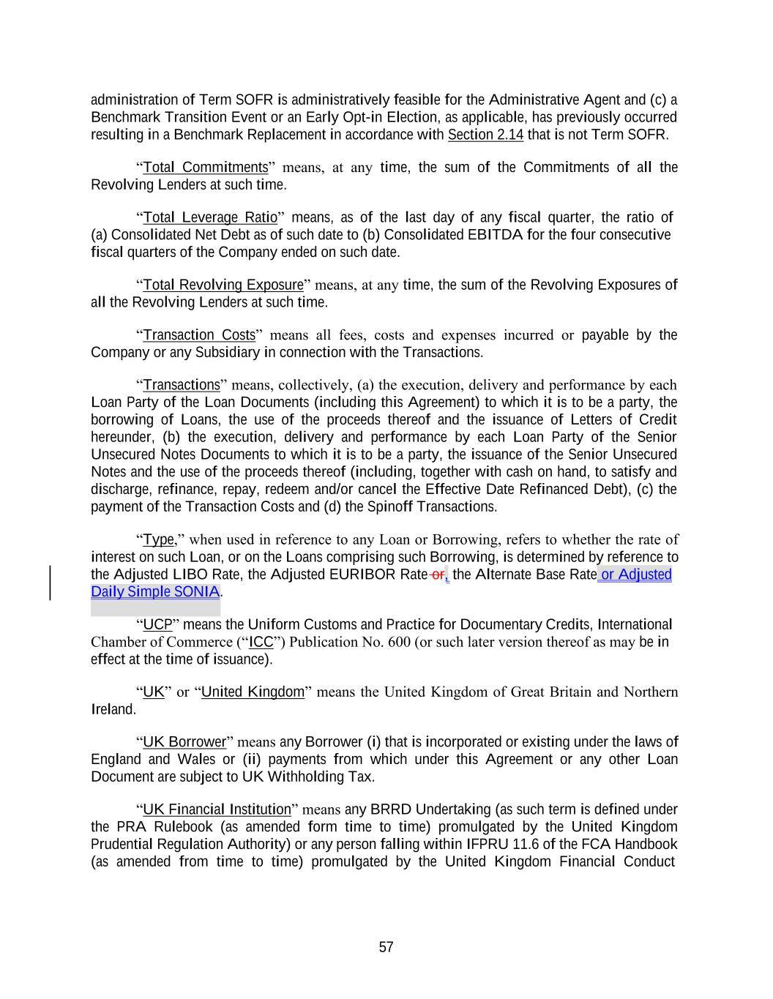 administration of Term SOFR is administratively feasible for the Administrative Agent and (c) a
Benchmark Transition Event or an Early Opt-in Election, as applicable, has previously occurred
resulting in a Benchmark Replacement in accordance with Section 2.14 that is not Term SOFR.
“Total Commitments” means, at any time, the sum of the Commitments of all the
Revolving Lenders at such time.
“Total Leverage Ratio” means, as of the last day of any fiscal quarter, the ratio of
(a) Consolidated Net Debt as of such date to (b) Consolidated EBITDA for the four consecutive
fiscal quarters of the Company ended on such date.
“Total Revolving Exposure” means, at any time, the sum of the Revolving Exposures of
all the Revolving Lenders at such time.
“Transaction Costs” means all fees, costs and expenses incurred or payable by the
Company or any Subsidiary in connection with the Transactions.
“Transactions” means, collectively, (a) the execution, delivery and performance by each
Loan Party of the Loan Documents (including this Agreement) to which it is to be a party, the
borrowing of Loans, the use of the proceeds thereof and the issuance of Letters of Credit
hereunder, (b) the execution, delivery and performance by each Loan Party of the Senior
Unsecured Notes Documents to which it is to be a party, the issuance of the Senior Unsecured
Notes and the use of the proceeds thereof (including, together with cash on hand, to satisfy and
discharge, refinance, repay, redeem and/or cancel the Effective Date Refinanced Debt), (c) the
payment of the Transaction Costs and (d) the Spinoff Transactions.
“Type,” when used in reference to any Loan or Borrowing, refers to whether the rate of
interest on such Loan, or on the Loans comprising such Borrowing, is determined by reference to
the Adjusted LIBO Rate, the Adjusted EURIBOR Rate or, the Alternate Base Rate or Adjusted
Daily Simple SONIA.
“UCP” means the Uniform Customs and Practice for Documentary Credits, International
Chamber of Commerce (“ICC”) Publication No. 600 (or such later version thereof as may be in
effect at the time of issuance).
“UK” or “United Kingdom” means the United Kingdom of Great Britain and Northern
Ireland.
“UK Borrower” means any Borrower (i) that is incorporated or existing under the laws of
England and Wales or (ii) payments from which under this Agreement or any other Loan
Document are subject to UK Withholding Tax.
“UK Financial Institution” means any BRRD Undertaking (as such term is defined under
the PRA Rulebook (as amended form time to time) promulgated by the United Kingdom
Prudential Regulation Authority) or any person falling within IFPRU 11.6 of the FCA Handbook
(as amended from time to time) promulgated by the United Kingdom Financial Conduct
57